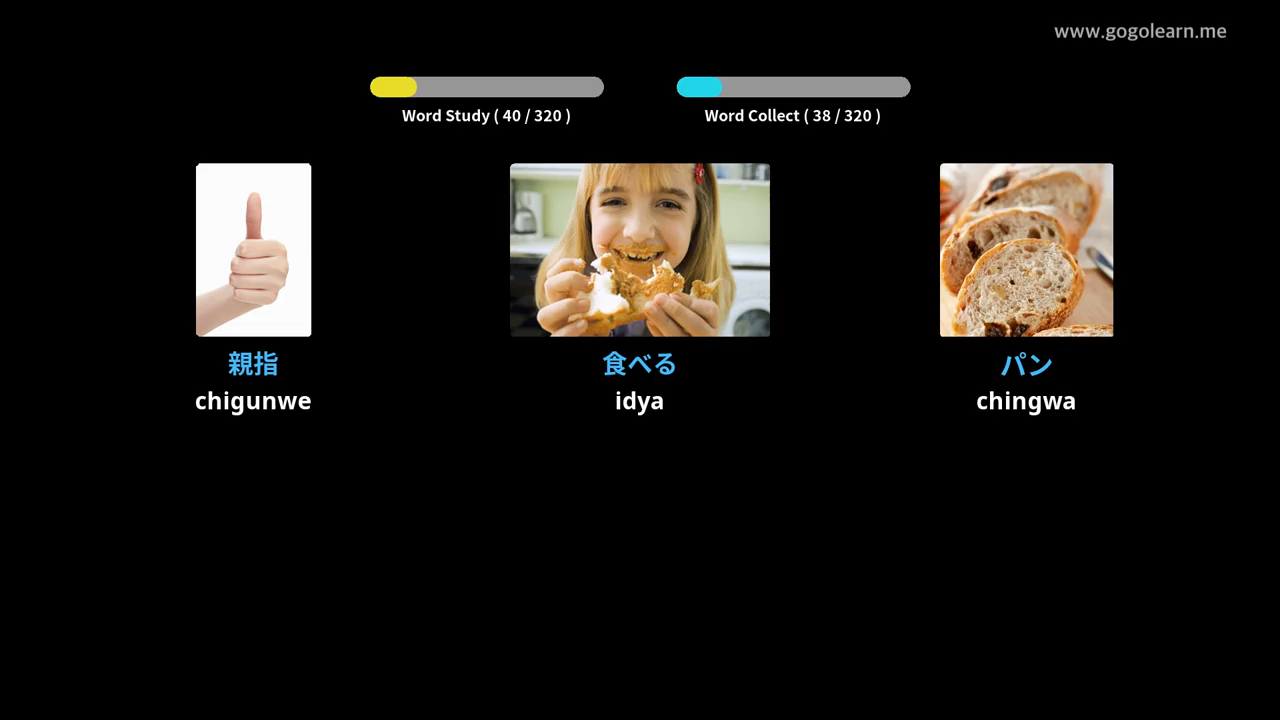 www.gogolearn.me
Word Study ( 40 / 320 )
Word Collect ( 38 / 320 )
親指
chigunwe
食べる
idya
パン
chingwa